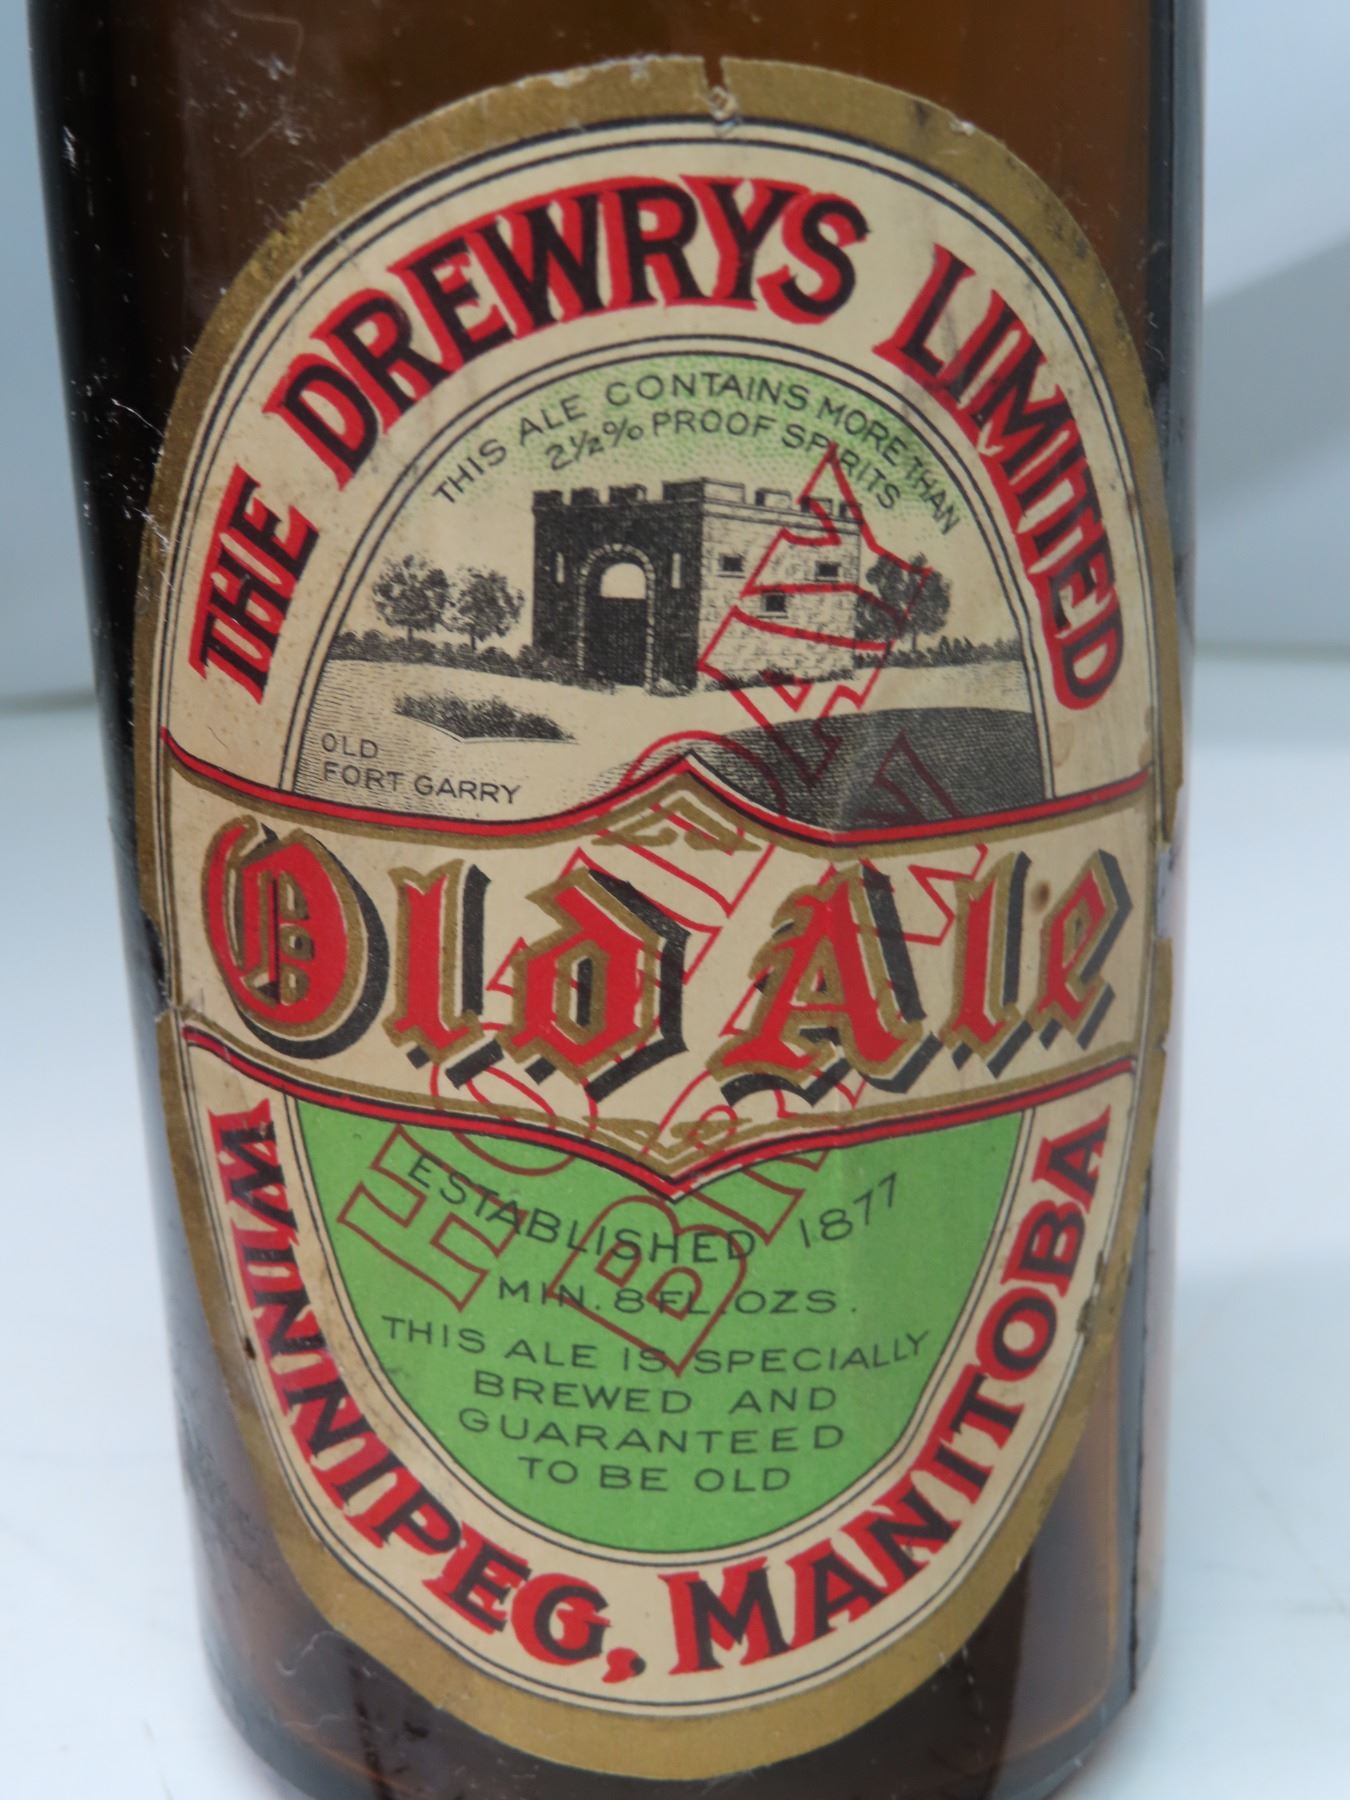 THE DREWRYS LIMITED
THIS ALE CONTAINS MORE THAN
2½% PROOF SPIRITS
OLD
FORT GARRY
Old Ale
ESTABLISHED 1877
MIN. 8 FL. OZS.
THIS ALE IS SPECIALLY
BREWED AND
GUARANTEED
TO BE OLD
WINNIPEG, MANITOBA